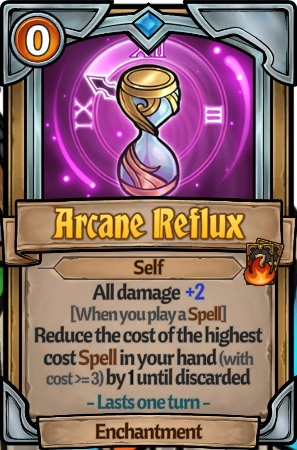 0
XII
III
IX
Arcane Reflux
Self
All damage +2
[When you play a Spell]
Reduce the cost of the highest
cost Spell in your hand (with
cost >= 3) by 1 until discarded
- Lasts one turn -
Enchantment